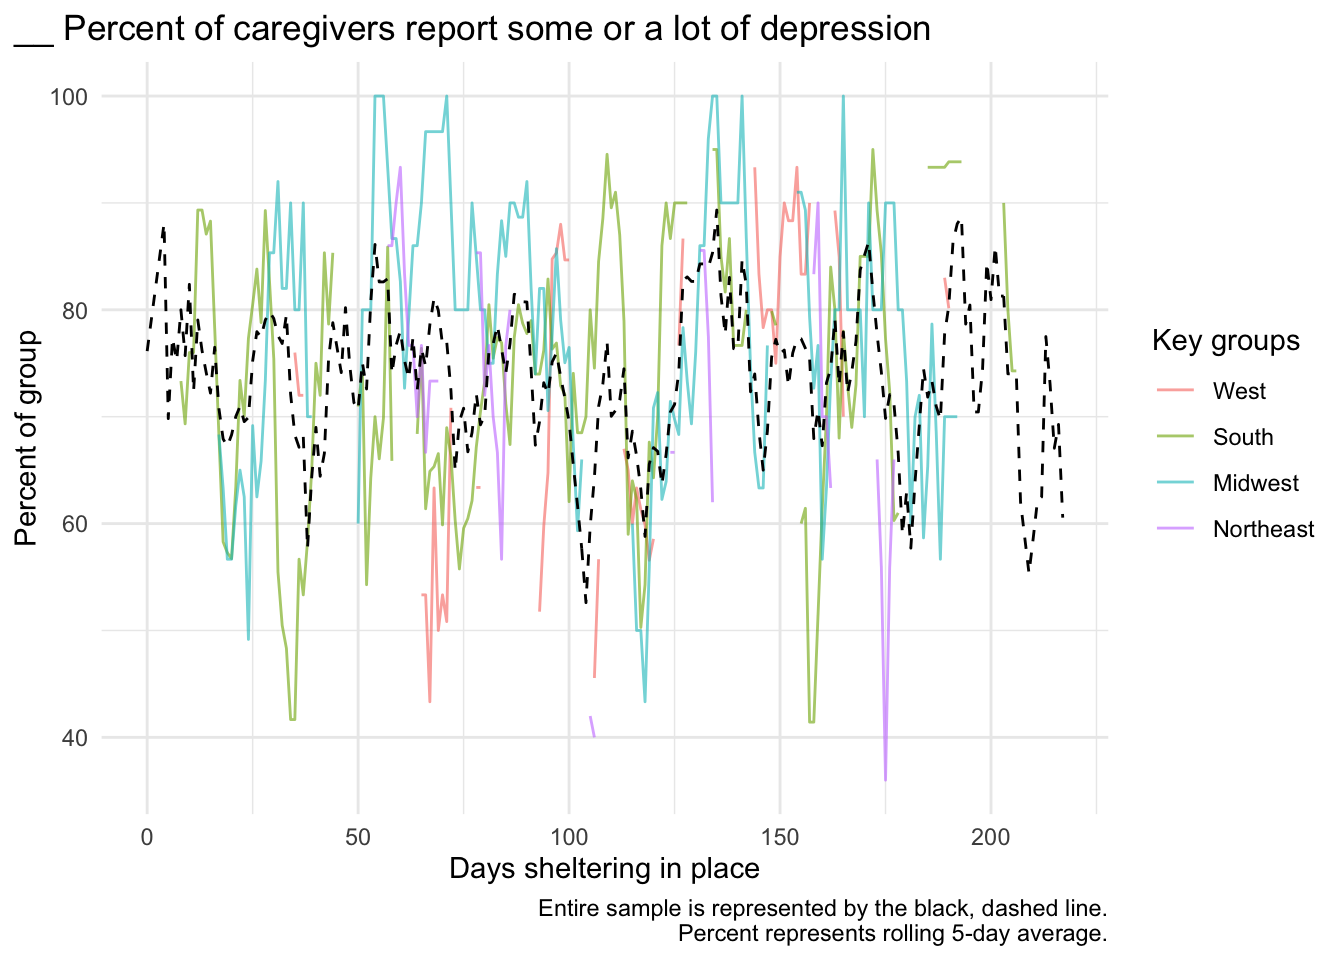 __ Percent of caregivers report some or a lot of depression
Percent of group
100
80
60
40
0
50
100
150
200
Days sheltering in place
Key groups
West
South
Midwest
Northeast
Entire sample is represented by the black, dashed line.
Percent represents rolling 5-day average.